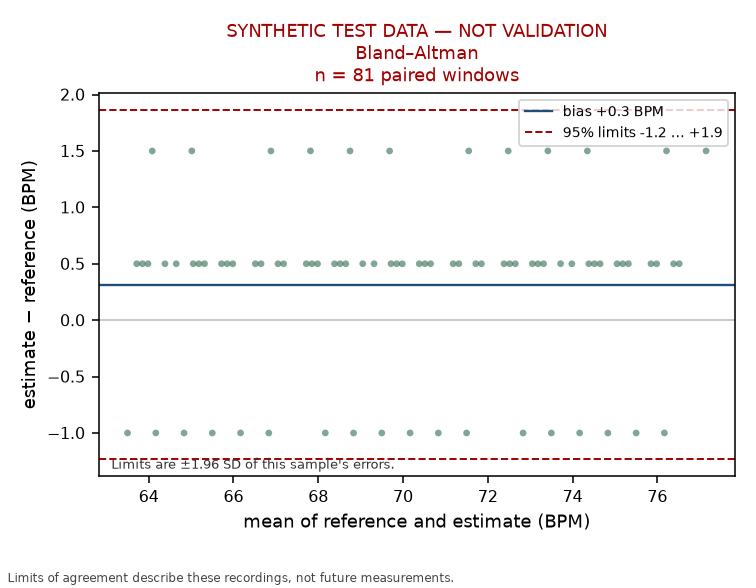 SYNTHETIC TEST DATA — NOT VALIDATION
Bland–Altman
n = 81 paired windows
bias +0.3 BPM
95% limits -1.2 ... +1.9
estimate − reference (BPM)
2.0
1.5
1.0
0.5
0.0
−0.5
−1.0
Limits are ±1.96 SD of this sample's errors.
64 66 68 70 72 74 76
mean of reference and estimate (BPM)
Limits of agreement describe these recordings, not future measurements.